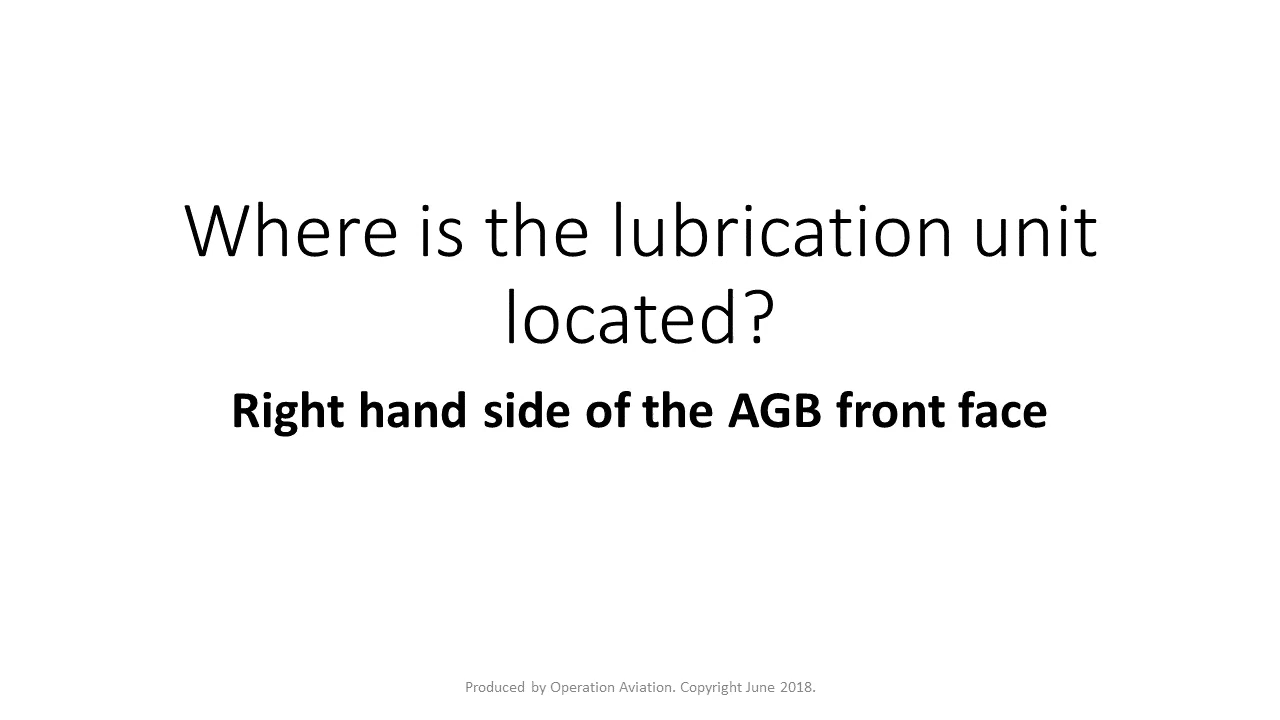 Where is the lubrication unit
located?
Right hand side of the AGB front face
Produced by Operation Aviation. Copyright June 2018.